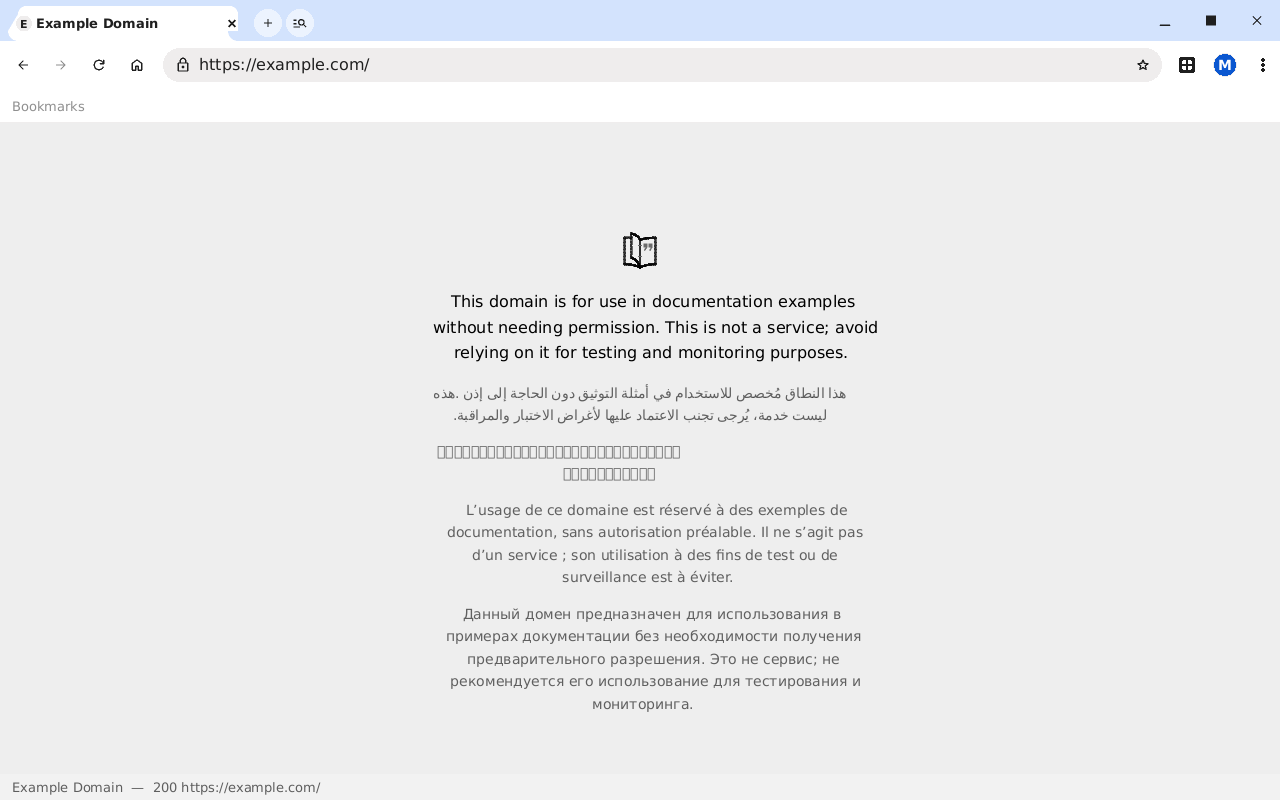 E Example Domain
https://example.com/
M
Bookmarks
This domain is for use in documentation examples
without needing permission. This is not a service; avoid
relying on it for testing and monitoring purposes.
هذا النطاق مُخصص للاستخدام في أمثلة التوثيق دون الحاجة إلى إذن .هذه
ليست خدمة، يُرجى تجنب الاعتماد عليها لأغراض الاختبار والمراقبة.
L’usage de ce domaine est réservé à des exemples de
documentation, sans autorisation préalable. Il ne s’agit pas
d’un service ; son utilisation à des fins de test ou de
surveillance est à éviter.
Данный домен предназначен для использования в
примерах документации без необходимости получения
предварительного разрешения. Это не сервис; не
рекомендуется его использование для тестирования и
мониторинга.
Example Domain — 200 https://example.com/